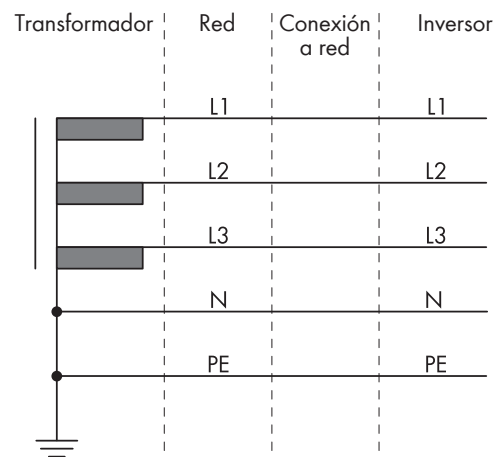 Transformador
Red
Conexión
a red
Inversor
L1
L1
L2
L2
L3
L3
N
N
PE
PE